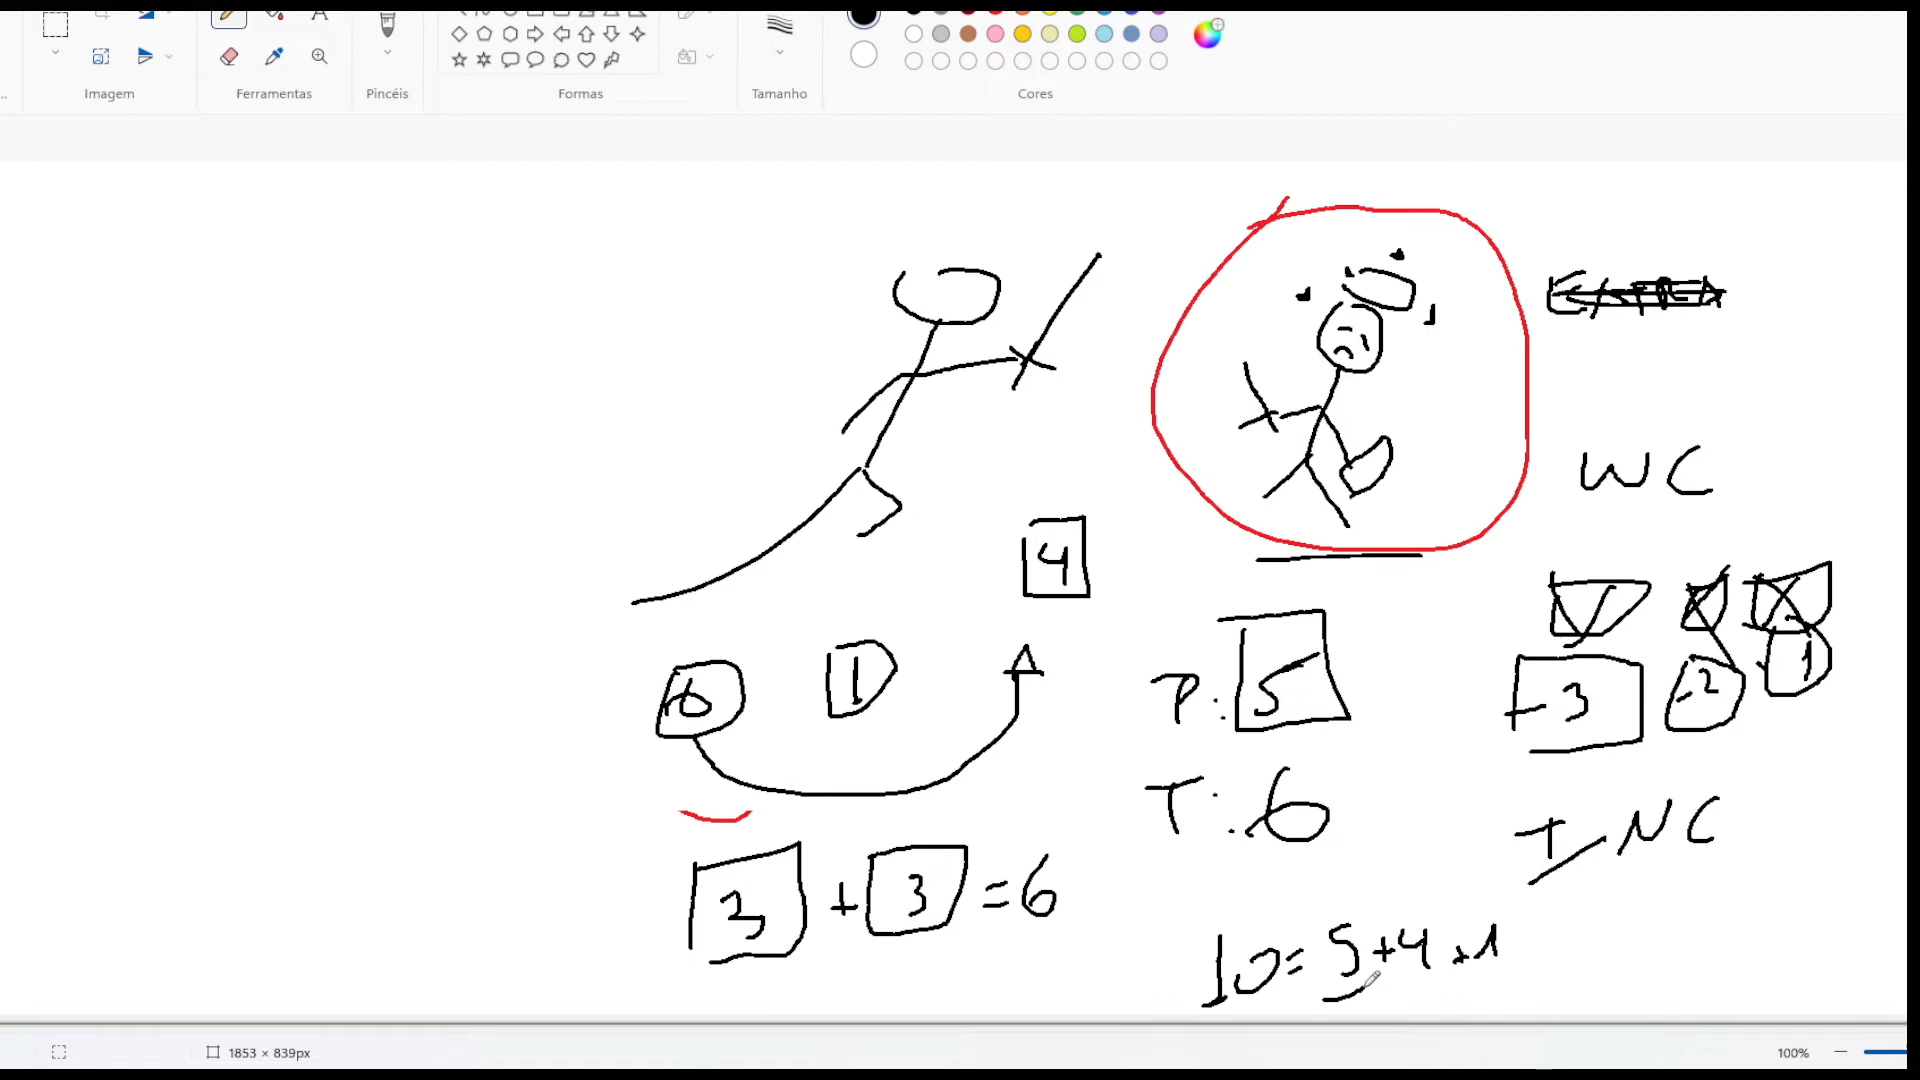 Imagem
Ferramentas
Pincéis
Formas
Tamanho
Cores
WC
4
6
1
P: 5
-3
-2
1
T: 6
INC
3 + 3 = 6
10 = 5 + 4 + 1
1853 × 839px
100%